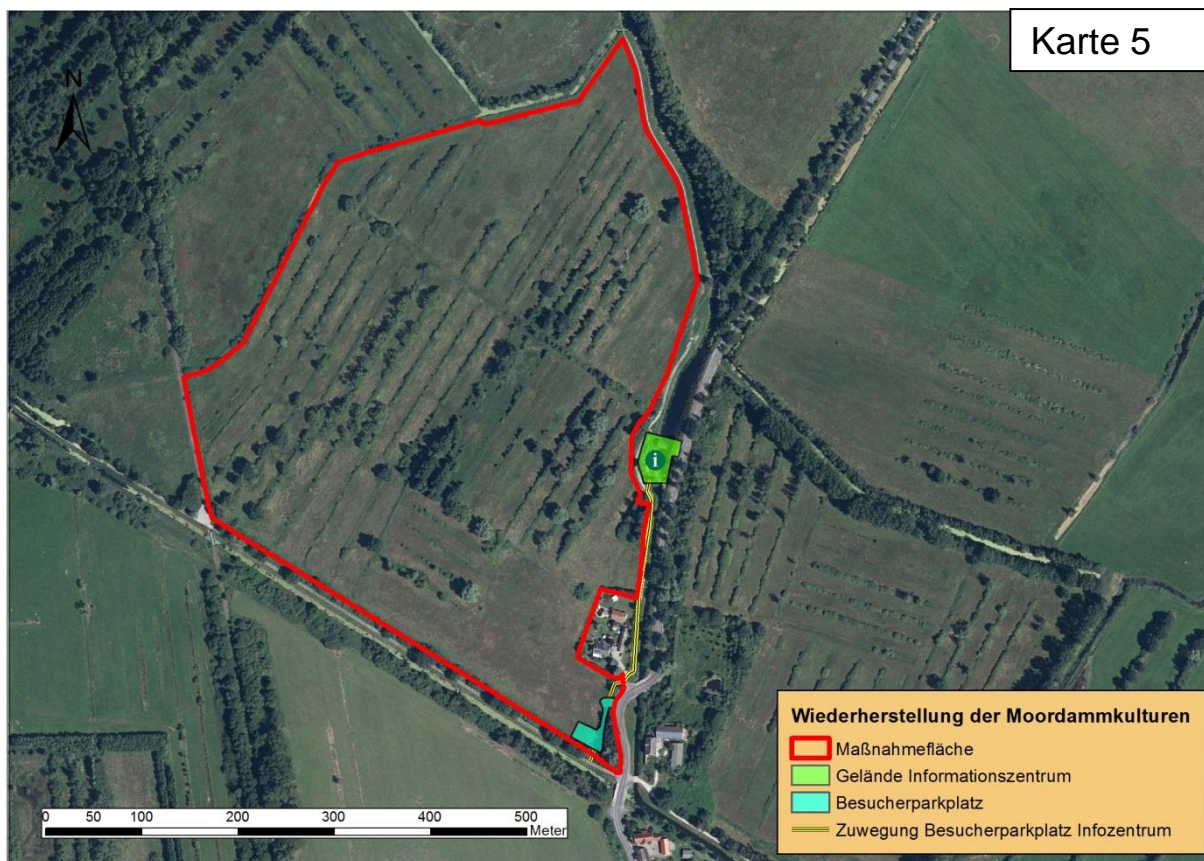 Karte 5
N
i
Wiederherstellung der Moordammkulturen
Maßnahmefläche
Gelände Informationszentrum
Besucherparkplatz
Zuwegung Besucherparkplatz Infozentrum
0 50 100 200 300 400 500
Meter